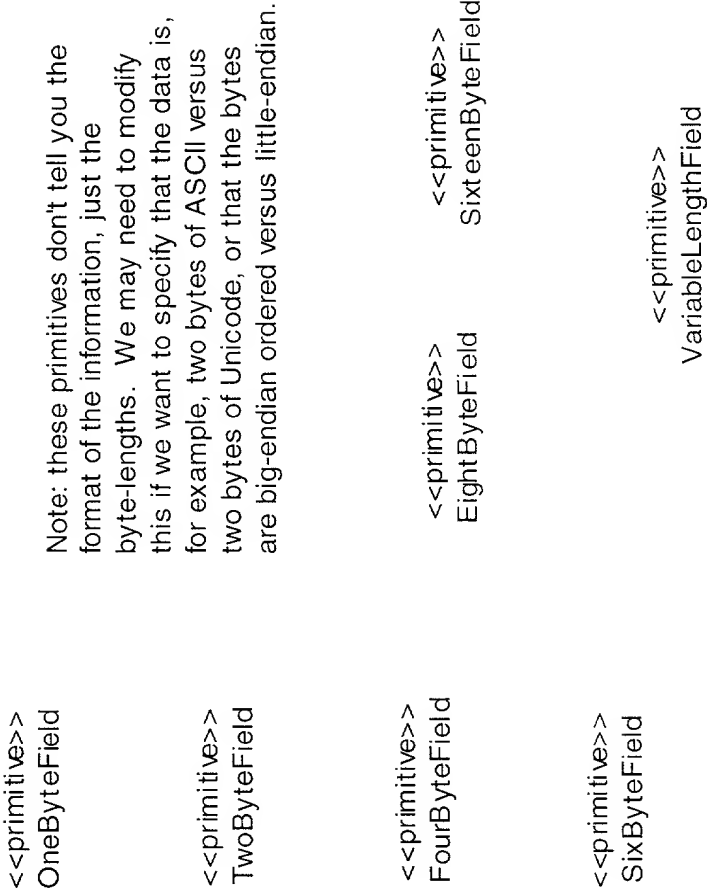 <<primitive>>
OneByteField
Note: these primitives don't tell you the
format of the information, just the
byte-lengths. We may need to modify
this if we want to specify that the data is,
for example, two bytes of ASCII versus
two bytes of Unicode, or that the bytes
are big-endian ordered versus little-endian.
<<primitive>>
TwoByteField
<<primitive>>
FourByteField
<<primitive>>
EightByteField
<<primitive>>
SixteenByteField
<<primitive>>
SixByteField
<<primitive>>
VariableLengthField